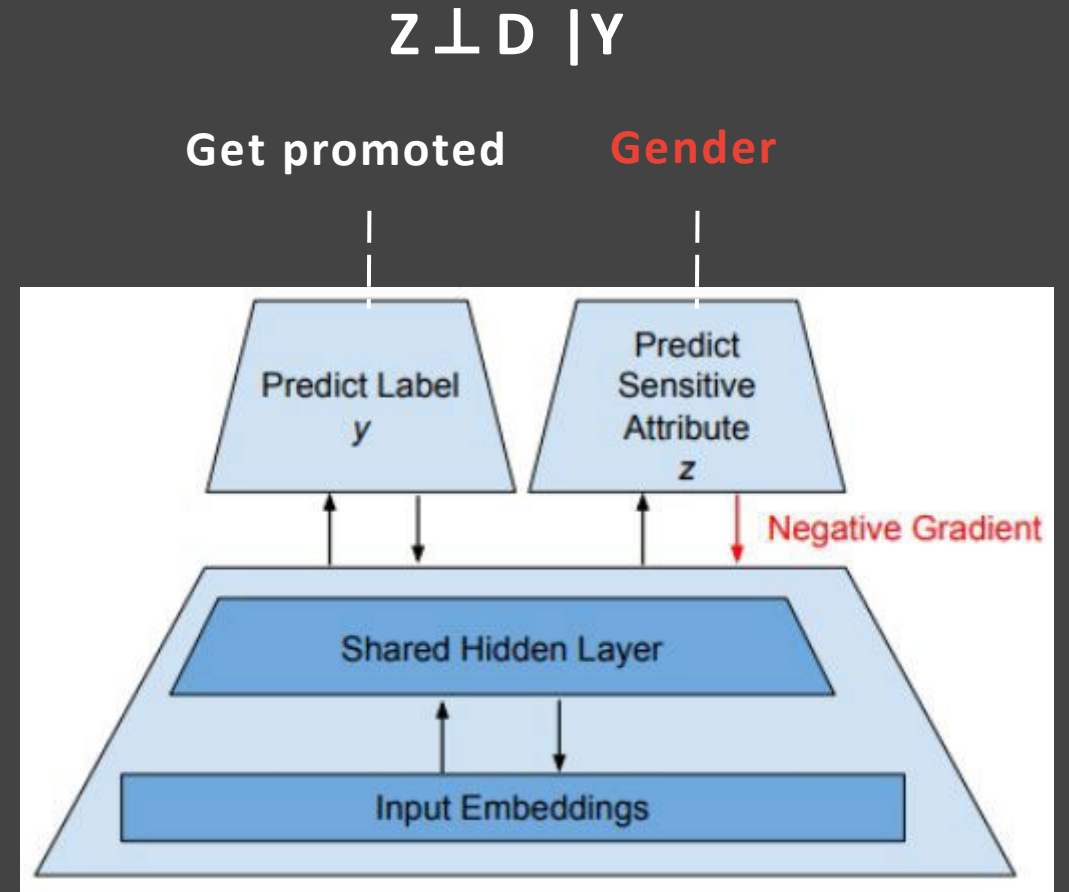 Z ⊥ D | Y
Get promoted
Gender
Predict Label
y
Predict
Sensitive
Attribute
z
Negative Gradient
Shared Hidden Layer
Input Embeddings